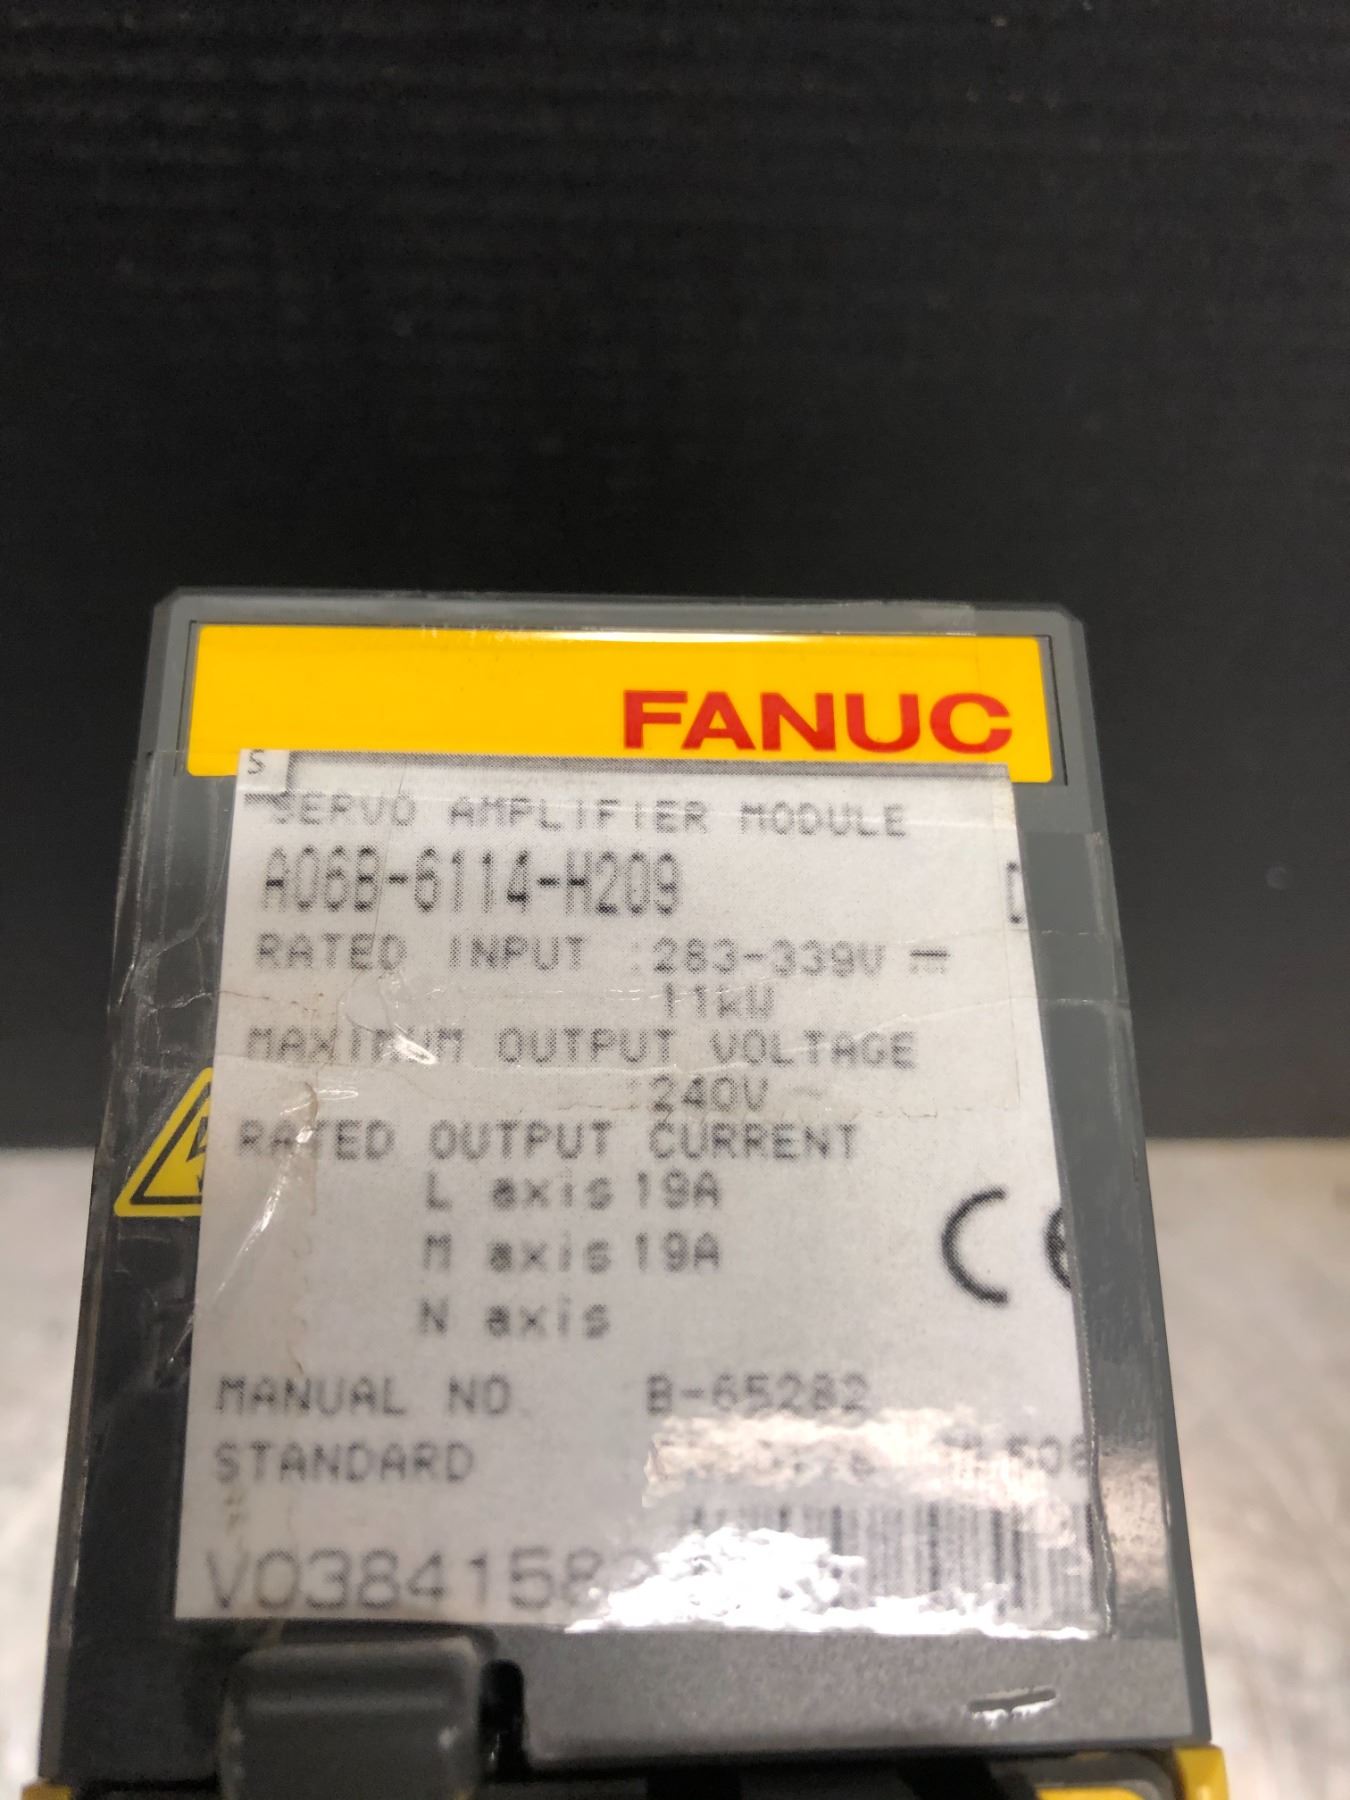 FANUC
S
SERVO AMPLIFIER MODULE
A06B-6114-H209
RATED INPUT : 283-339V ⎓
11kW
MAXIMUM OUTPUT VOLTAGE
: 240V ~
RATED OUTPUT CURRENT
L axis 19A
M axis 19A
N axis
CE
MANUAL NO. B-65282
STANDARD